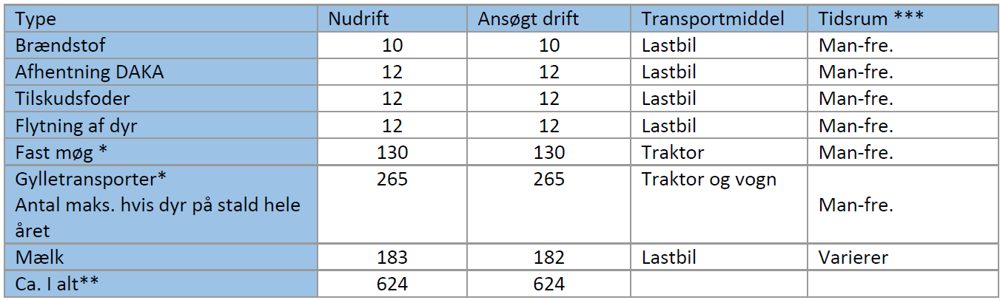 Type Nudrift Ansøgt drift Transportmiddel Tidsrum ***
Brændstof 10 10 Lastbil Man-fre.
Afhentning DAKA 12 12 Lastbil Man-fre.
Tilskudsfoder 12 12 Lastbil Man-fre.
Flytning af dyr 12 12 Lastbil Man-fre.
Fast møg * 130 130 Traktor Man-fre.
Gylletransporter* 265 265 Traktor og vogn
Antal maks. hvis dyr på stald hele Man-fre.
året
Mælk 183 182 Lastbil Varierer
Ca. I alt** 624 624